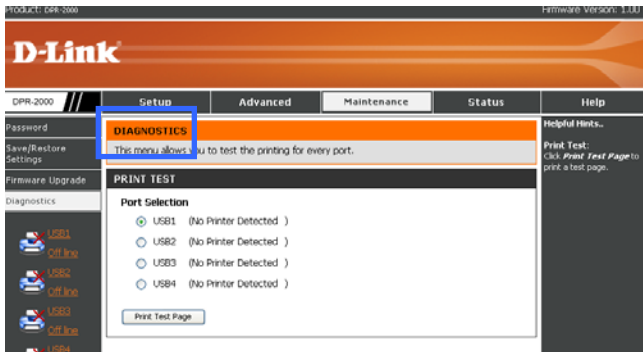 Product: DPR-2000
Firmware Version: 1.00
D-Link
DPR-2000
Setup
Advanced
Maintenance
Status
Help
Password
Save/Restore
Settings
Firmware Upgrade
Diagnostics
USB1
Off line
USB2
Off line
USB3
Off line
USB4
DIAGNOSTICS
This menu allows you to test the printing for every port.
PRINT TEST
Port Selection
USB1 (No Printer Detected )
USB2 (No Printer Detected )
USB3 (No Printer Detected )
USB4 (No Printer Detected )
Print Test Page
Helpful Hints..
Print Test:
Click Print Test Page to
print a test page.